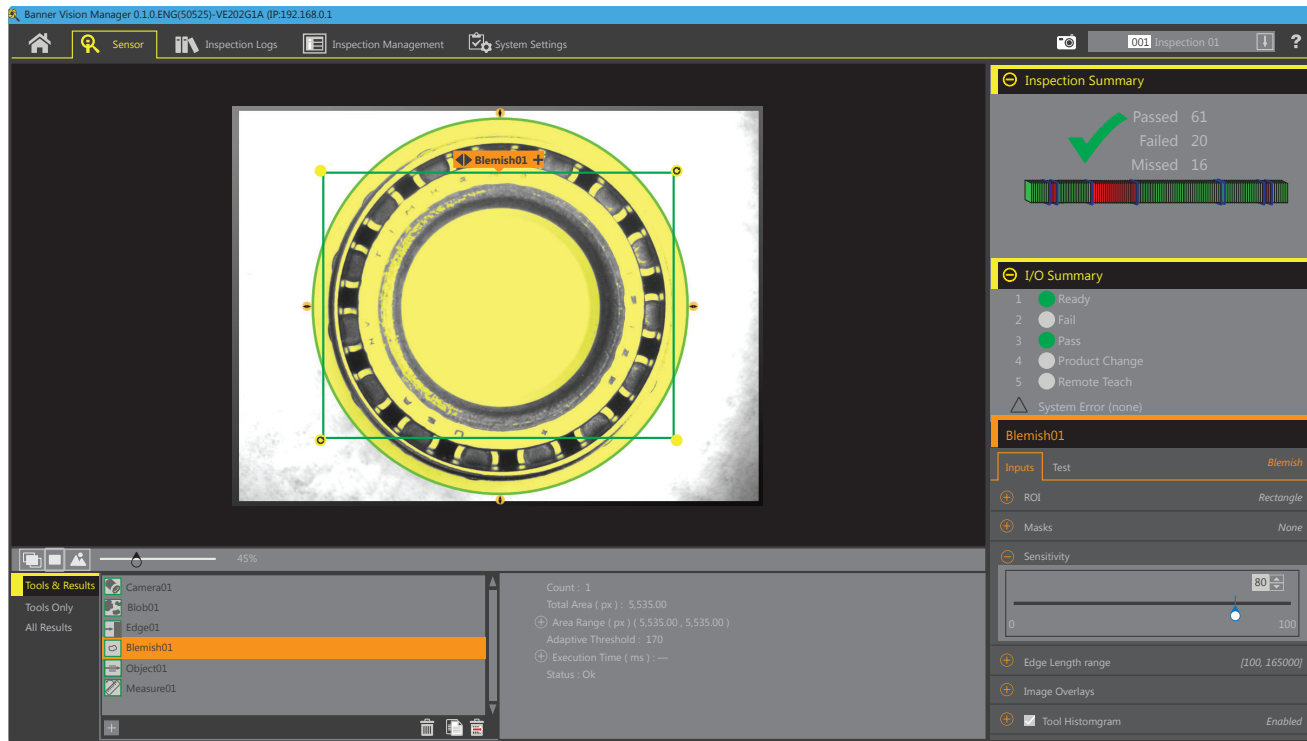 Banner Vision Manager 0.1.0.ENG(50525)-VE202G1A (IP:192.168.0.1
Sensor
Inspection Logs
Inspection Management
System Settings
001 Inspection 01
?
Inspection Summary
Passed 61
Failed 20
Missed 16
Blemish01
I/O Summary
1 Ready
2 Fail
3 Pass
4 Product Change
5 Remote Teach
System Error (none)
Blemish01
Inputs
Test
Blemish
ROI Rectangle
Masks None
Sensitivity
80
0 100
Edge Length range [100, 165000]
Image Overlays
Tool Histomgram Enabled
45%
Tools & Results
Tools Only
All Results
Camera01
Blob01
Edge01
Blemish01
Object01
Measure01
Count : 1
Total Area ( px ) : 5,535.00
Area Range ( px ) ( 5,535.00 , 5,535.00 )
Adaptive Threshold : 170
Execution Time ( ms ) : —
Status : Ok